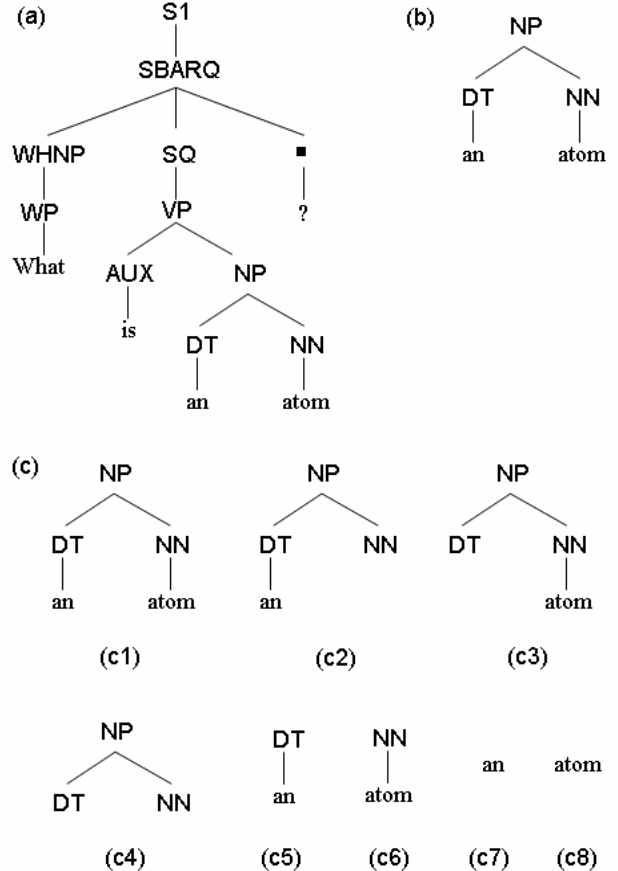 (a) S1 (b) NP
SBARQ
DT NN
WHNP SQ ▪ an atom
WP VP ?
What AUX NP
is
DT NN
an atom
(c) NP NP NP
DT NN DT NN DT NN
an atom an atom
(c1) (c2) (c3)
NP DT NN an atom
DT NN an atom
(c4) (c5) (c6) (c7) (c8)